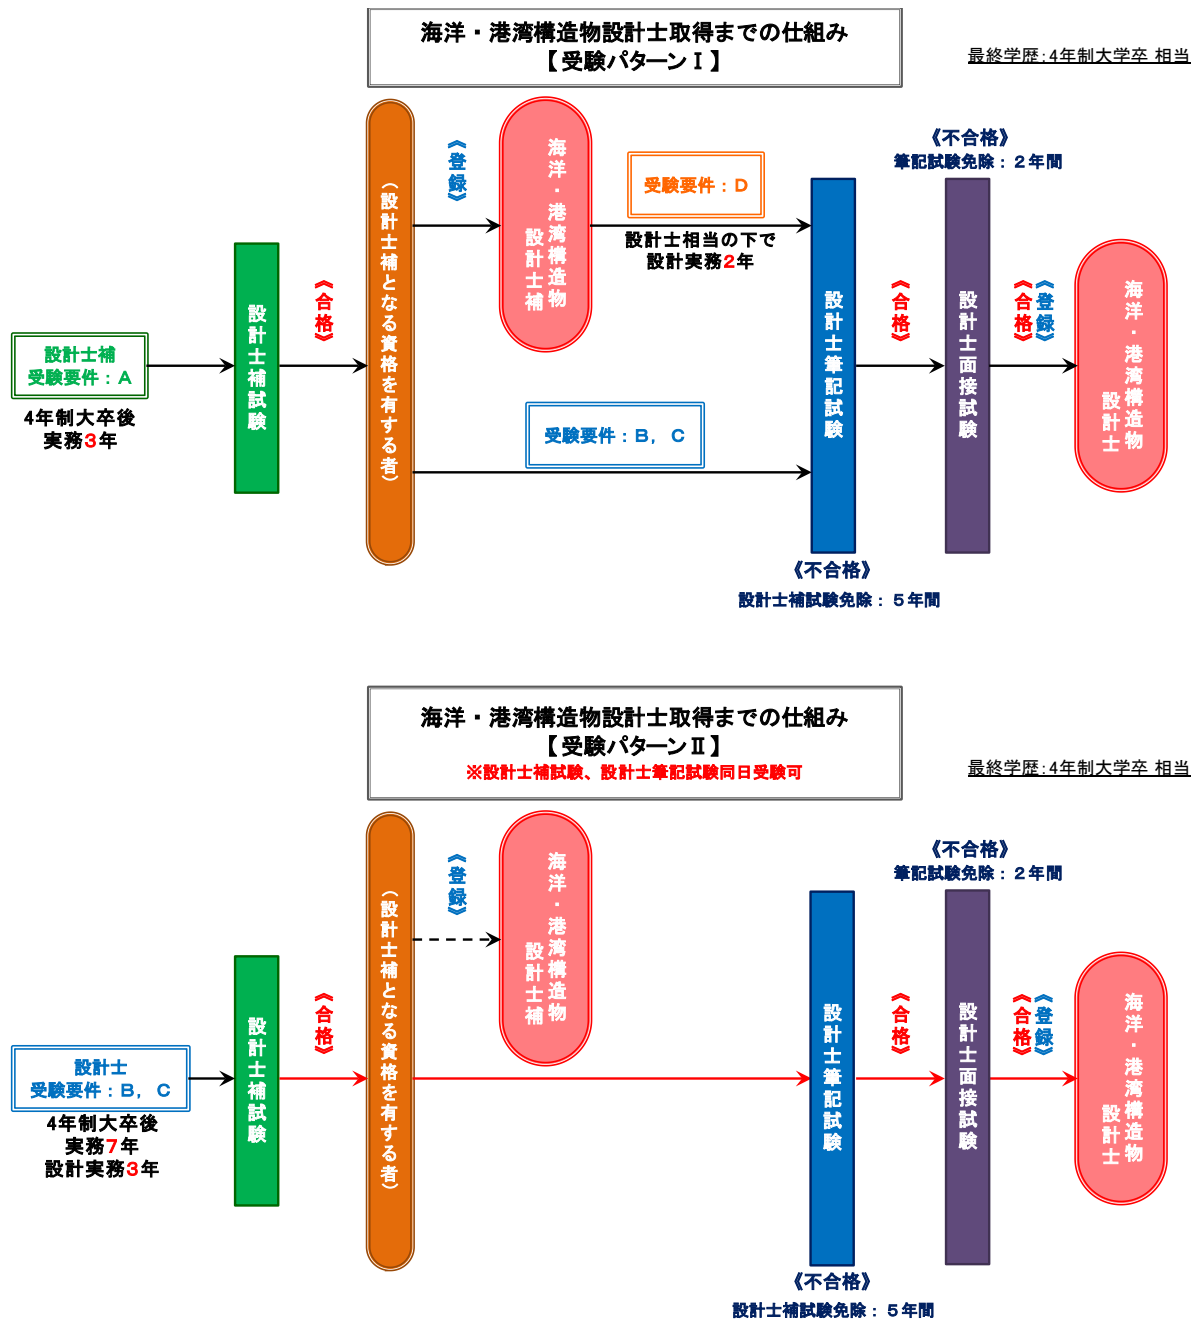 海洋・港湾構造物設計士取得までの仕組み
【受験パターンⅠ】
最終学歴：4年制大学卒 相当
設計士補
受験要件：A
4年制大卒後
実務3年
設計士補試験
《合格》
（設計士補となる資格を有する者）
《登録》
海洋・港湾構造物
設計士補
受験要件：D
設計士相当の下で
設計実務2年
受験要件：B，C
設計士筆記試験
《不合格》
設計士補試験免除：５年間
《合格》
《不合格》
筆記試験免除：２年間
設計士面接試験
《合格》
《登録》
海洋・港湾構造物
設計士
海洋・港湾構造物設計士取得までの仕組み
【受験パターンⅡ】
※設計士補試験、設計士筆記試験同日受験可
最終学歴：4年制大学卒 相当
設計士
受験要件：B，C
4年制大卒後
実務7年
設計実務3年
設計士補試験
《合格》
（設計士補となる資格を有する者）
《登録》
海洋・港湾構造物
設計士補
設計士筆記試験
《不合格》
設計士補試験免除：５年間
《合格》
《不合格》
筆記試験免除：２年間
設計士面接試験
《合格》
《登録》
海洋・港湾構造物
設計士